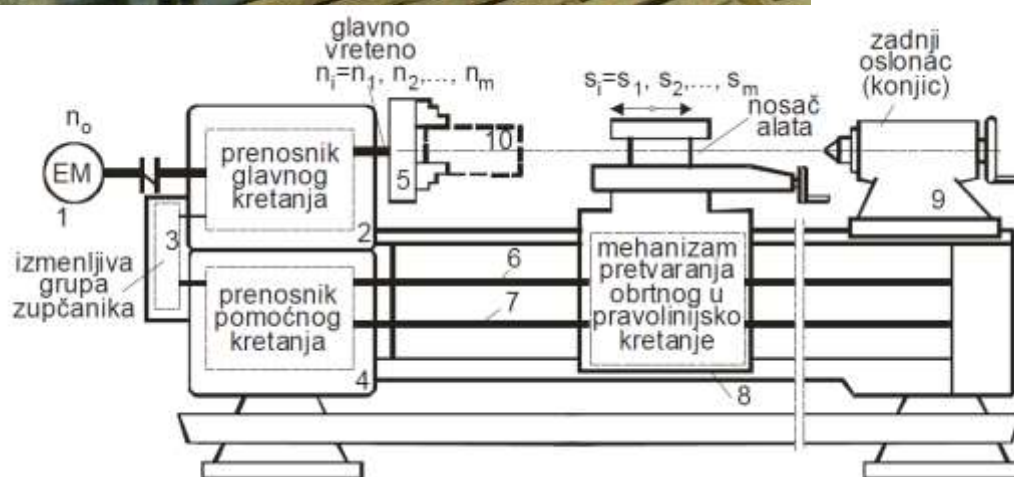 glavno
vreteno
nᵢ=n₁, n₂,..., nₘ
sᵢ=s₁, s₂,..., sₘ
nosač
alata
zadnji
oslonac
(konjic)
nₒ
EM
1
prenosnik
glavnog
kretanja
2
5
10
9
3
izmenljiva
grupa
zupčanika
prenosnik
pomoćnog
kretanja
4
6
7
mehanizam
pretvaranja
obrtnog u
pravolinijsko
kretanje
8